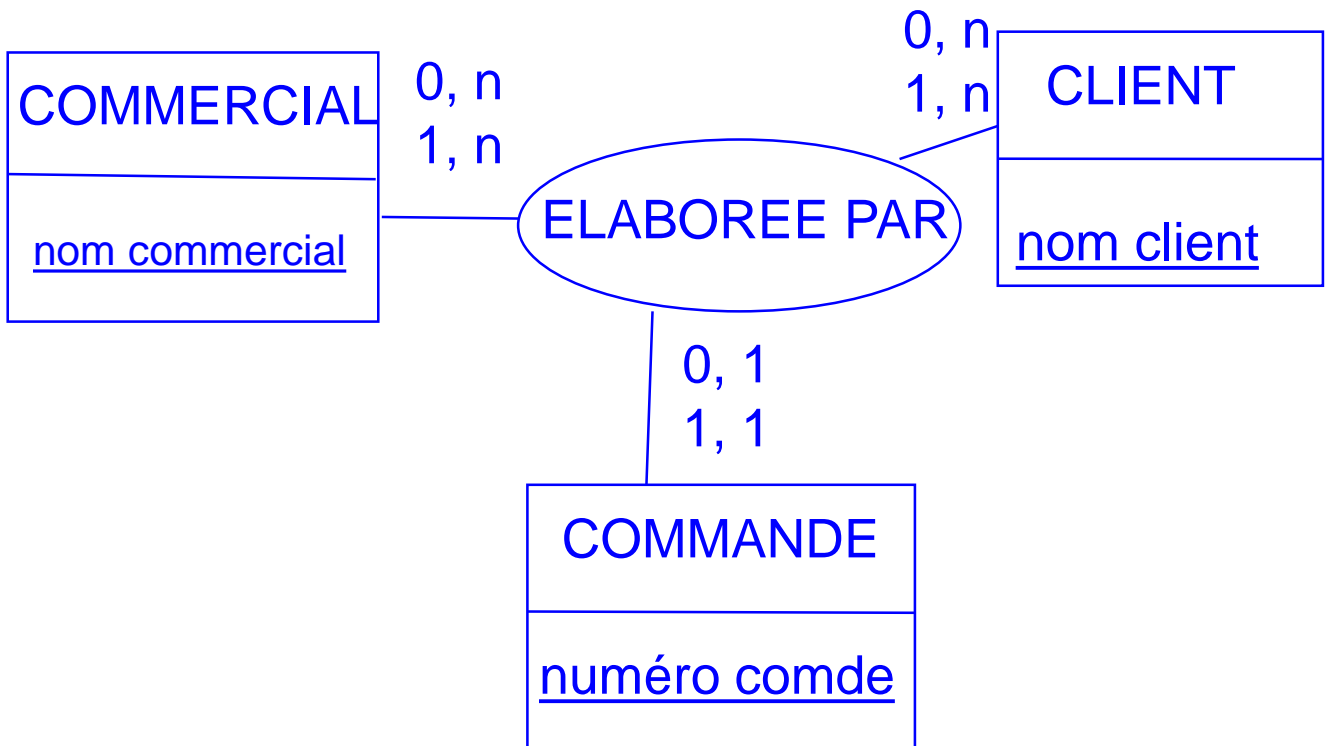 COMMERCIAL
nom commercial
0, n
1, n
ELABOREE PAR
0, n
1, n
CLIENT
nom client
0, 1
1, 1
COMMANDE
numéro comde